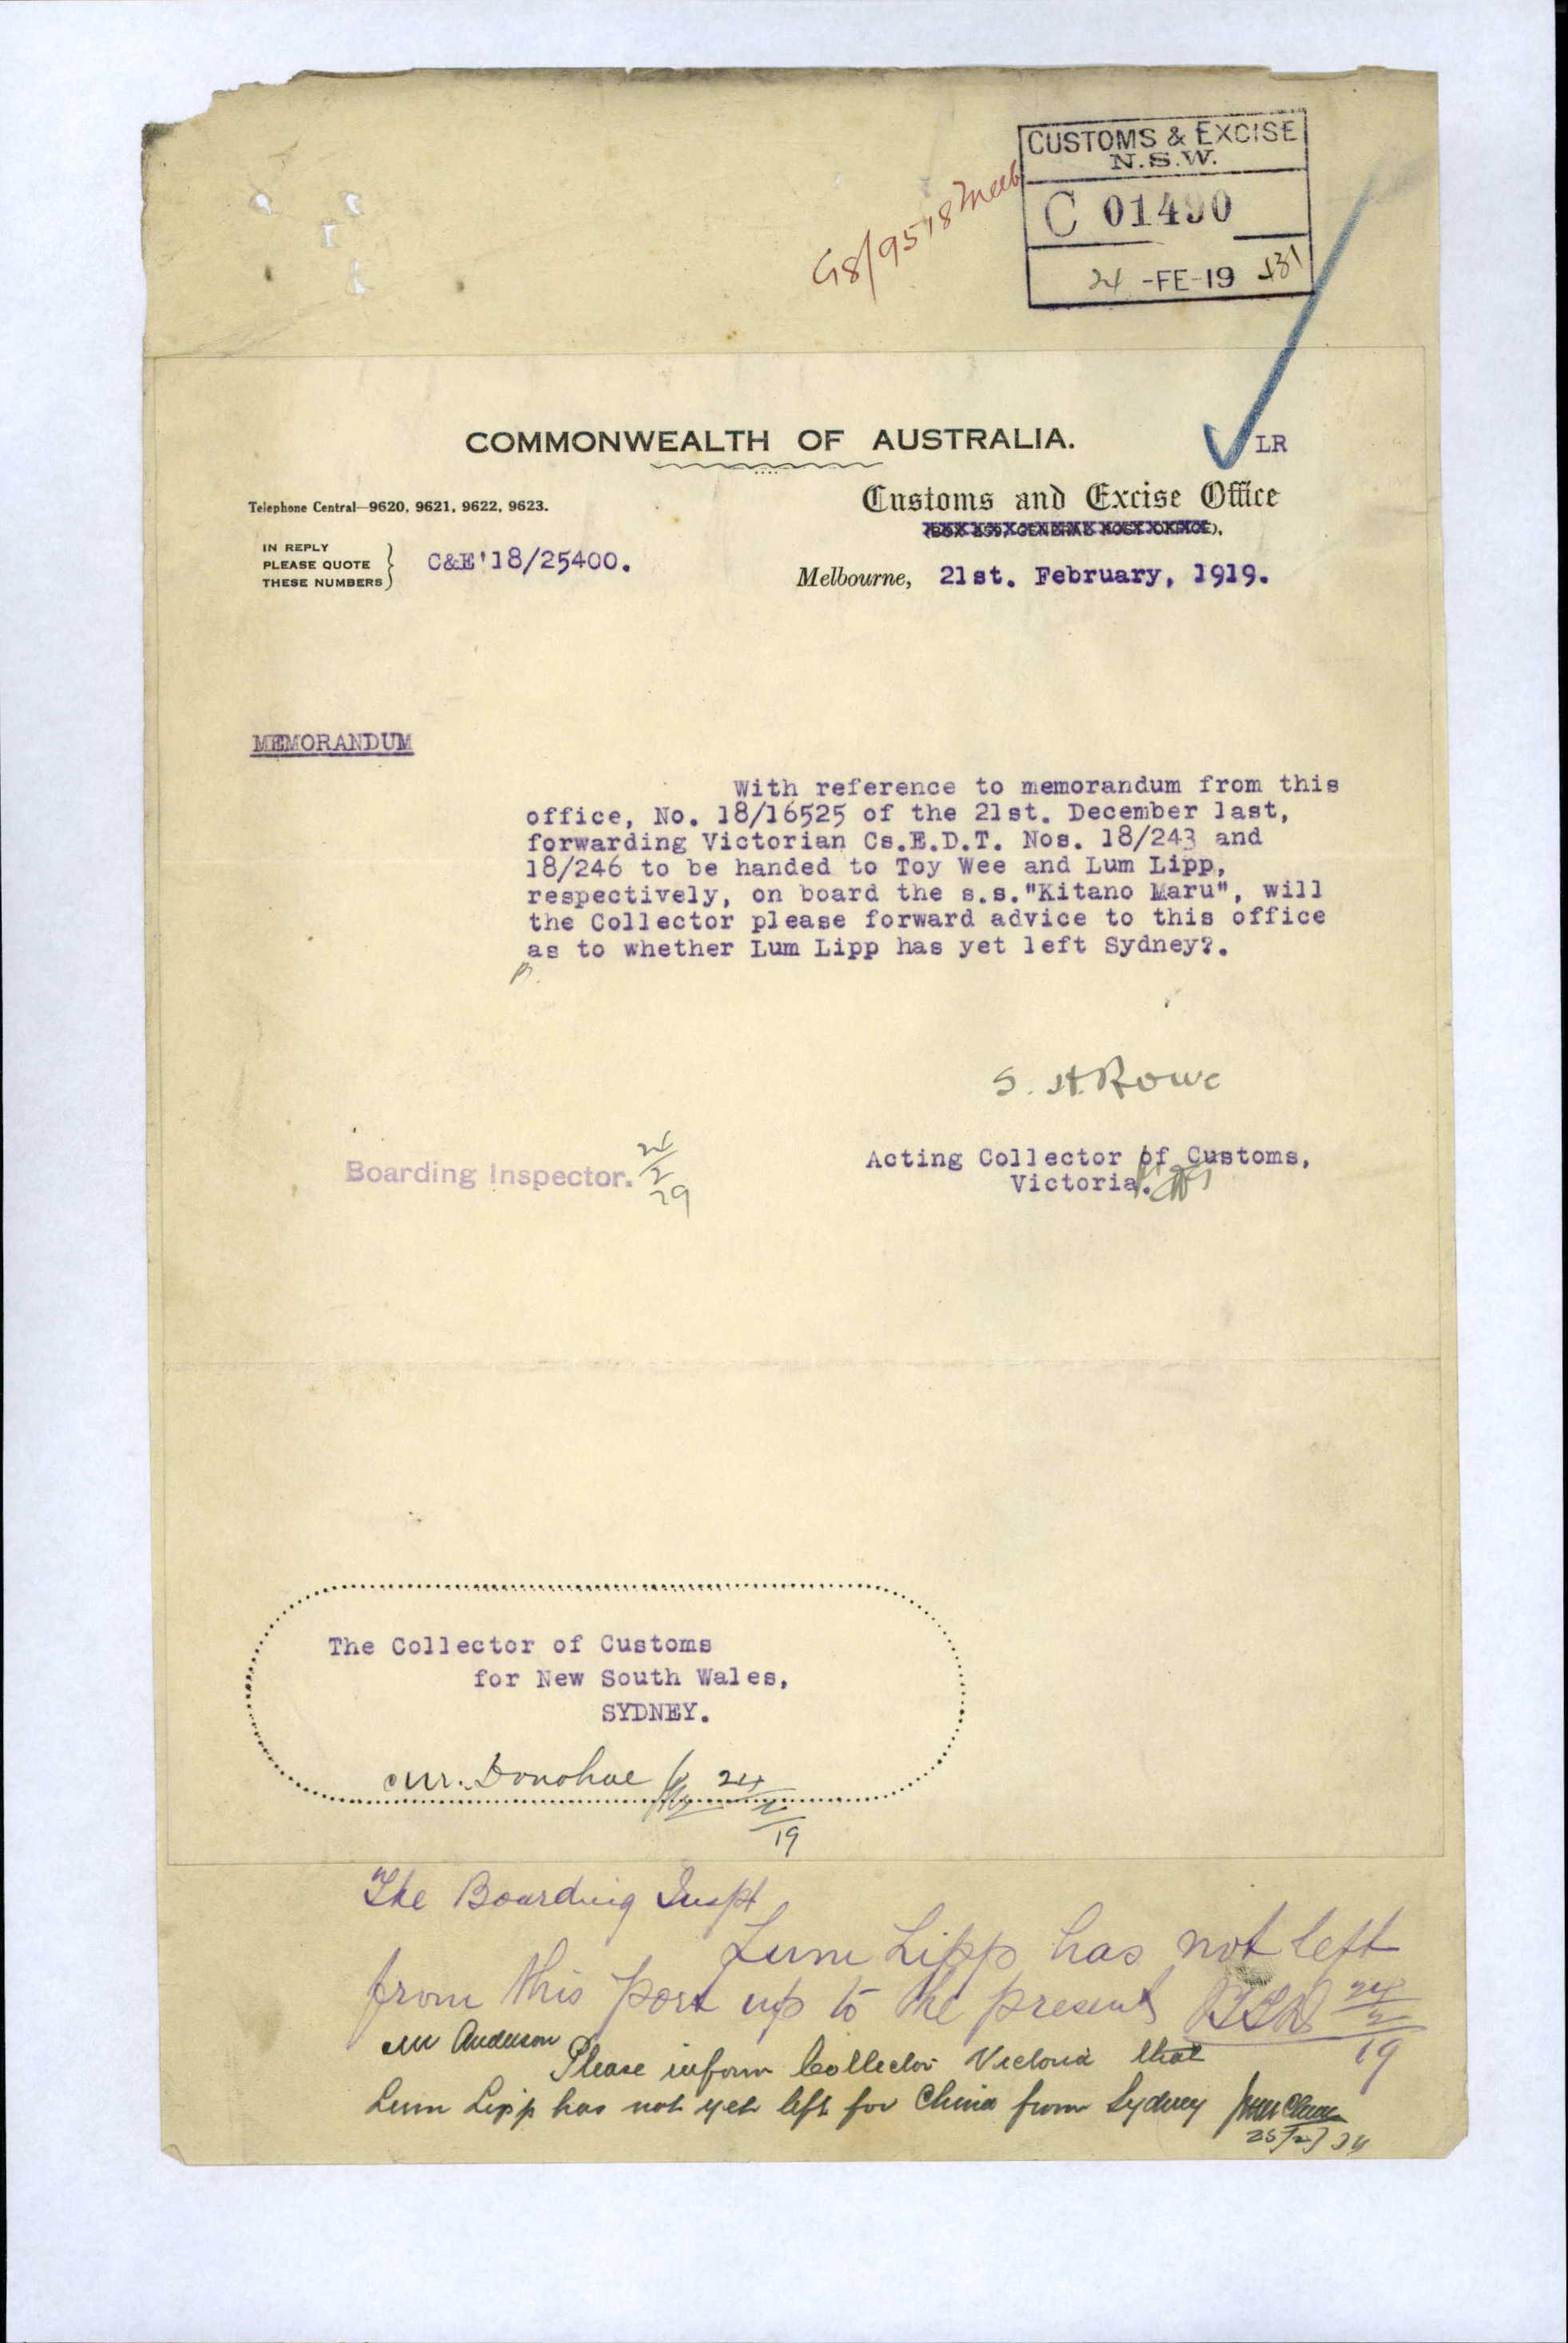 CUSTOMS & EXCISE
N.S.W.
C 01490
24 -FE-19
G8/9518
COMMONWEALTH OF AUSTRALIA.
LR
Telephone Central—9620, 9621, 9622, 9623.
Customs and Excise Office
IN REPLY
PLEASE QUOTE
THESE NUMBERS
C&E'18/25400.
Melbourne, 21st. February, 1919.
MEMORANDUM
With reference to memorandum from this
office, No. 18/16525 of the 21st. December last,
forwarding Victorian Cs.E.D.T. Nos. 18/243 and
18/246 to be handed to Toy Wee and Lum Lipp,
respectively, on board the s.s."Kitano Maru", will
the Collector please forward advice to this office
as to whether Lum Lipp has yet left Sydney?.
S. H. Rowe
Acting Collector of Customs,
Victoria.
Boarding Inspector.
The Collector of Customs
for New South Wales,
SYDNEY.
Mr. Donohue 24/2/19
The Boarding Inspt
Lum Lipp has not left
from this port up to the present 24/2/19
Mr Anderson
Please inform Collector Victoria that
Lum Lipp has not yet left for China from Sydney